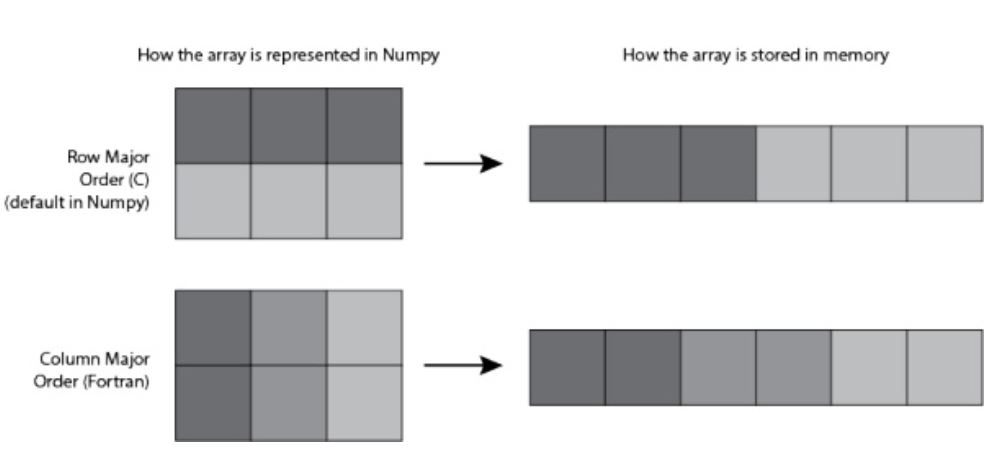 How the array is represented in Numpy
How the array is stored in memory
Row Major
Order (C)
(default in Numpy)
Column Major
Order (Fortran)